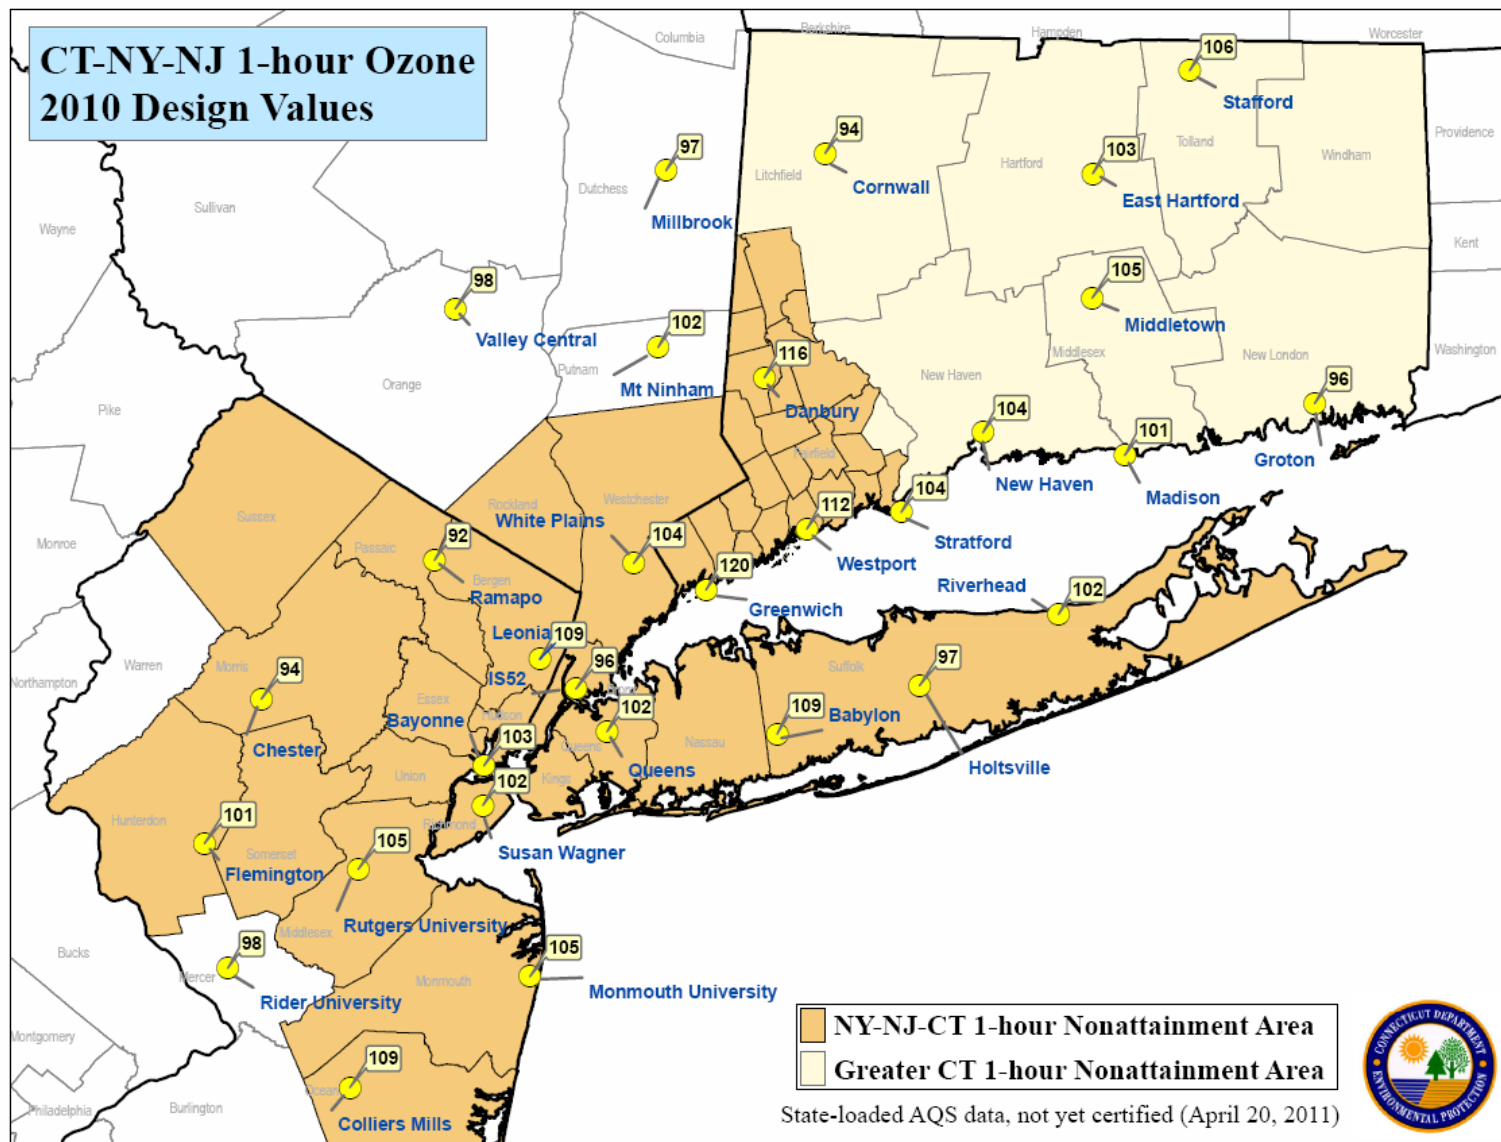 CT-NY-NJ 1-hour Ozone
2010 Design Values
Columbia
Berkshire
Hampden
Worcester
106
Stafford
97
94
103
Tolland
Providence
Windham
Hartford
Litchfield
Dutchess
Cornwall
East Hartford
Sullivan
Millbrook
Wayne
Kent
98
105
Valley Central
102
Middletown
Putnam
116
Middlesex
New London
Washington
Orange
Mt Ninham
New Haven
96
Pike
Danbury
104
101
Fairfield
Groton
New Haven
Madison
Rockland
Westchester
104
Sussex
White Plains
112
Stratford
Monroe
Passaic
92
104
Westport
Bergen
120
Riverhead
Ramapo
Greenwich
102
Leonia
109
Warren
Morris
94
IS52
96
Suffolk
97
Northampton
Essex
Bayonne
Hudson
102
109
Babylon
Chester
103
Queens
Nassau
Queens
Holtsville
Union
102
Kings
Hunterdon
101
Richmond
105
Somerset
Susan Wagner
Flemington
Rutgers University
Middlesex
98
105
Bucks
Mercer
Monmouth
Monmouth University
Rider University
NY-NJ-CT 1-hour Nonattainment Area
Montgomery
109
Greater CT 1-hour Nonattainment Area
Ocean
Philadelphia
Burlington
Colliers Mills
State-loaded AQS data, not yet certified (April 20, 2011)
CONNECTICUT DEPARTMENT
ENVIRONMENTAL PROTECTION